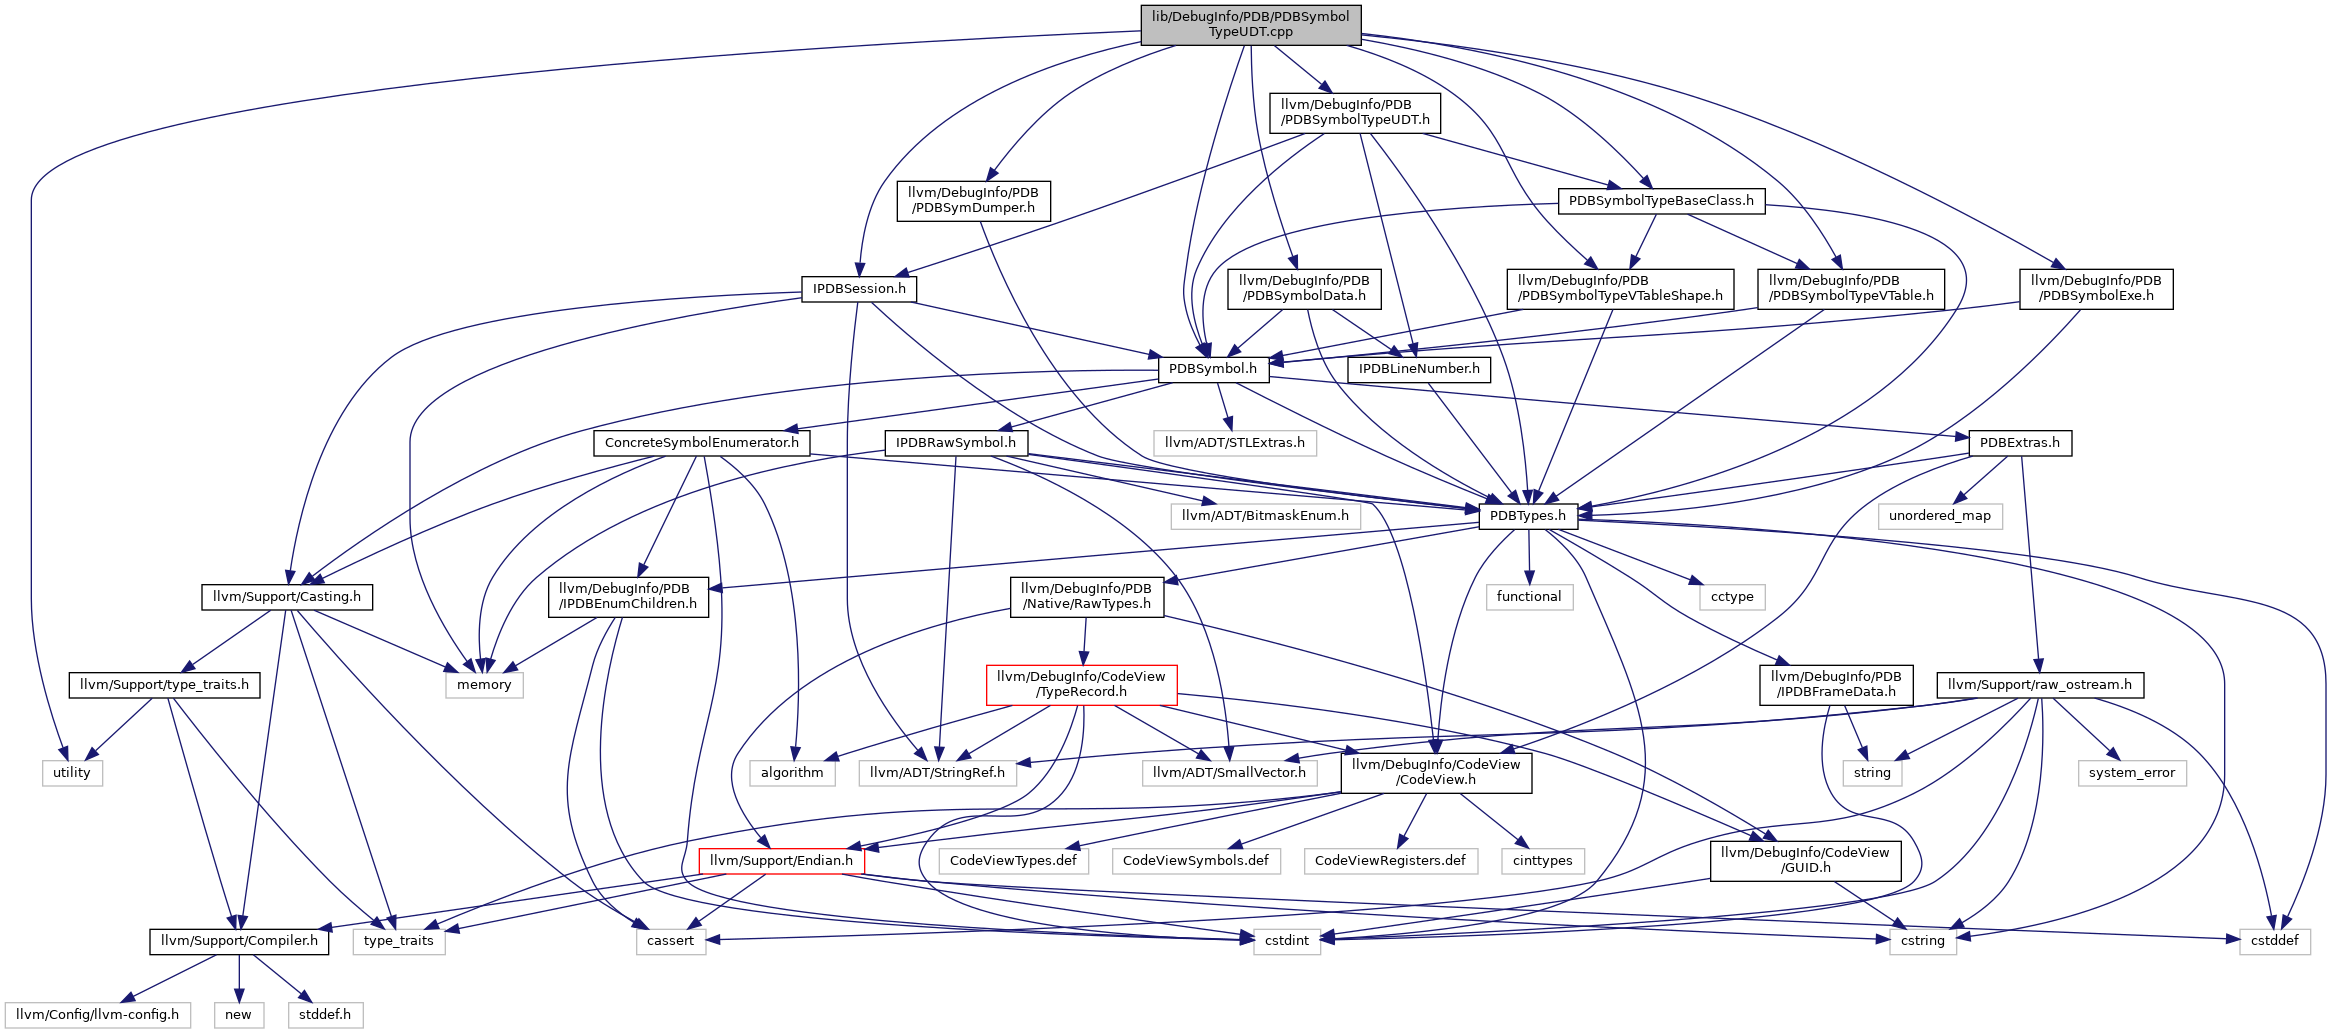 lib/DebugInfo/PDB/PDBSymbol
TypeUDT.cpp
llvm/DebugInfo/PDB
/PDBSymbolTypeUDT.h
llvm/DebugInfo/PDB
/PDBSymDumper.h
PDBSymbolTypeBaseClass.h
IPDBSession.h
llvm/DebugInfo/PDB
/PDBSymbolData.h
llvm/DebugInfo/PDB
/PDBSymbolTypeVTableShape.h
llvm/DebugInfo/PDB
/PDBSymbolTypeVTable.h
llvm/DebugInfo/PDB
/PDBSymbolExe.h
PDBSymbol.h
IPDBLineNumber.h
ConcreteSymbolEnumerator.h
IPDBRawSymbol.h
llvm/ADT/STLExtras.h
PDBExtras.h
llvm/ADT/BitmaskEnum.h
PDBTypes.h
unordered_map
llvm/Support/Casting.h
llvm/DebugInfo/PDB
/IPDBEnumChildren.h
llvm/DebugInfo/PDB
/Native/RawTypes.h
functional
cctype
llvm/Support/type_traits.h
memory
llvm/DebugInfo/CodeView
/TypeRecord.h
llvm/DebugInfo/PDB
/IPDBFrameData.h
llvm/Support/raw_ostream.h
utility
algorithm
llvm/ADT/StringRef.h
llvm/ADT/SmallVector.h
llvm/DebugInfo/CodeView
/CodeView.h
string
system_error
llvm/Support/Endian.h
CodeViewTypes.def
CodeViewSymbols.def
CodeViewRegisters.def
cinttypes
llvm/DebugInfo/CodeView
/GUID.h
llvm/Support/Compiler.h
type_traits
cassert
cstdint
cstring
cstddef
llvm/Config/llvm-config.h
new
stddef.h